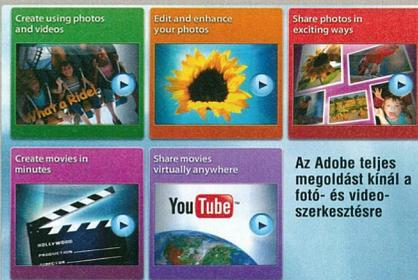 Create using photos
and videos
What a Ride!
Edit and enhance
your photos
Share photos in
exciting ways
Create movies in
minutes
HOLLYWOOD
PRODUCTION
DIRECTOR
Share movies
virtually anywhere
YouTube
Az Adobe teljes
megoldást kínál a
fotó- és video-
szerkesztésre